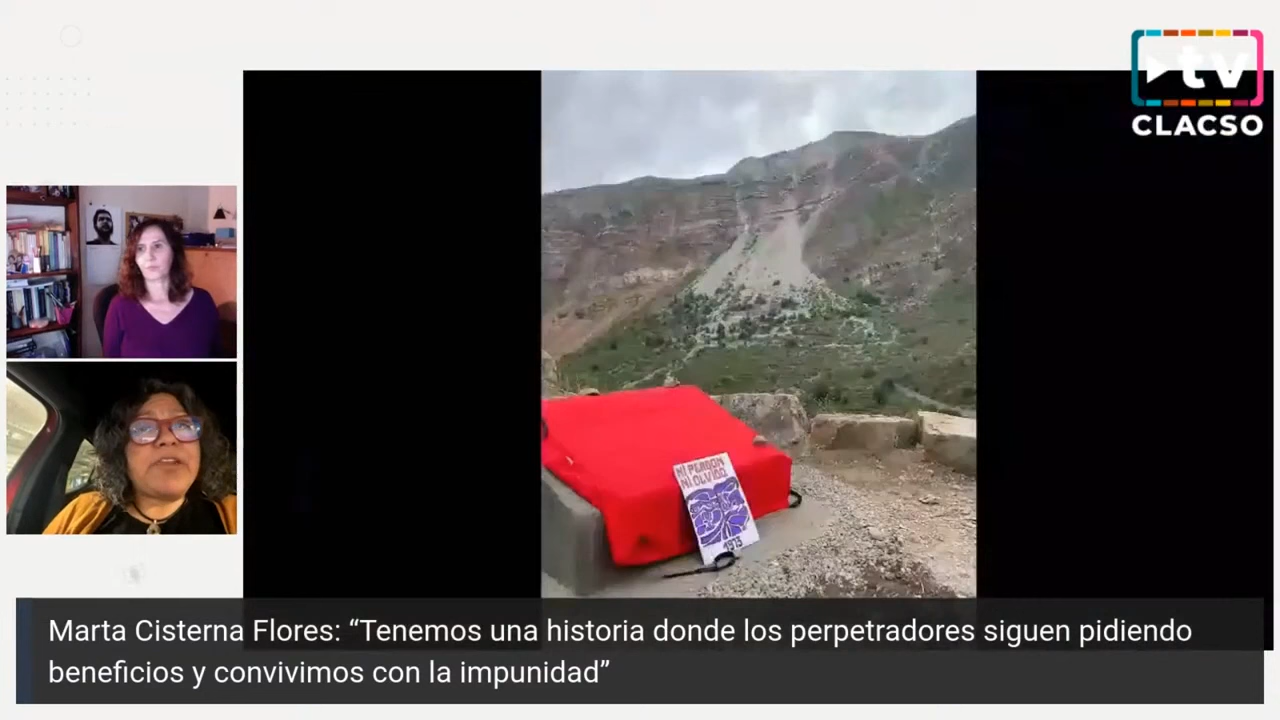 tv
CLACSO
NI PERDON
NI OLVIDO
1973
Marta Cisterna Flores: “Tenemos una historia donde los perpetradores siguen pidiendo
beneficios y convivimos con la impunidad”